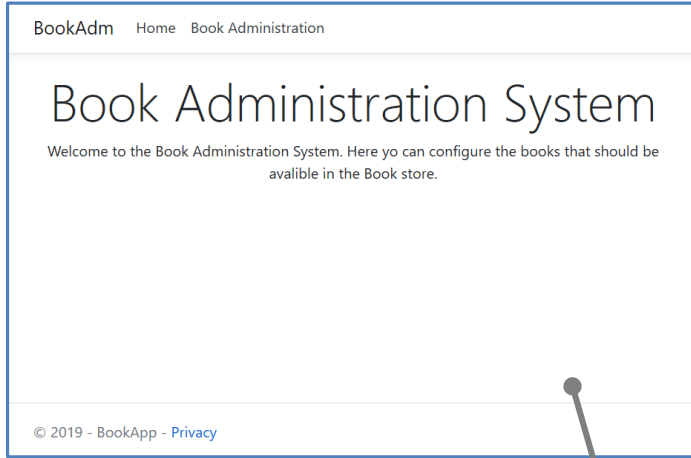 BookAdm Home Book Administration
Book Administration System
Welcome to the Book Administration System. Here yo can configure the books that should be
avalible in the Book store.
© 2019 - BookApp - Privacy